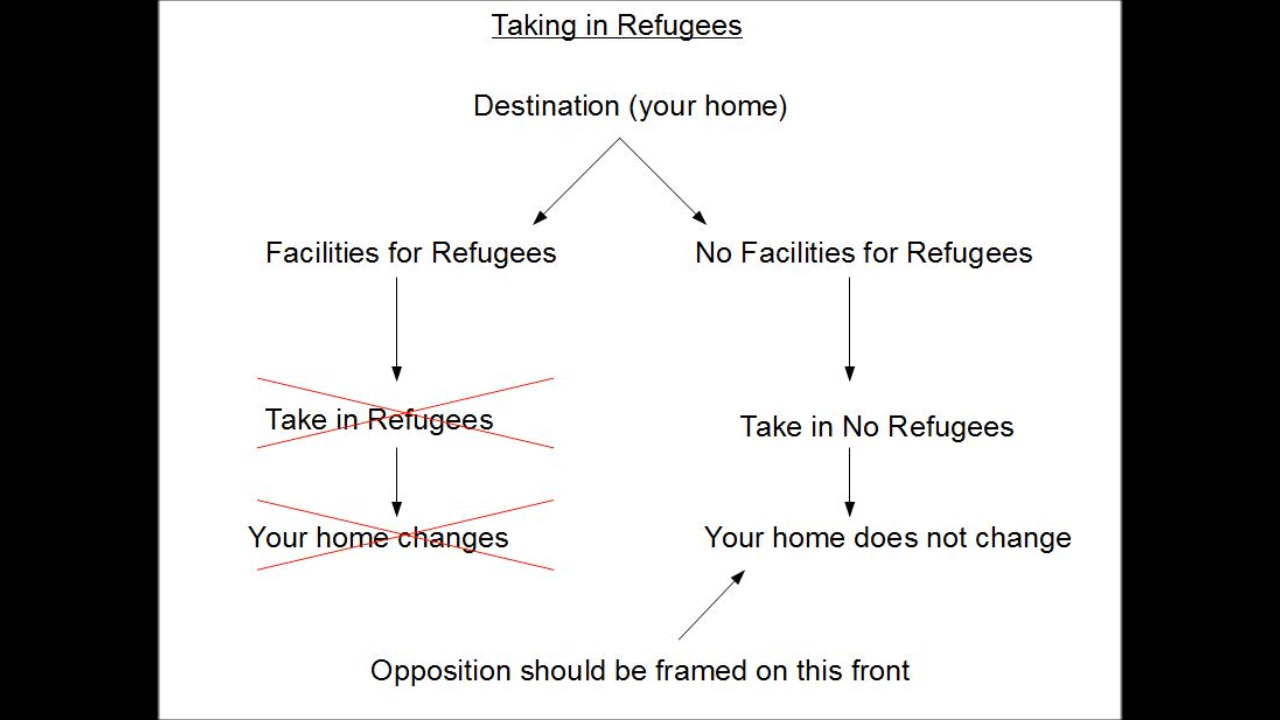 Taking in Refugees
Destination (your home)
Facilities for Refugees
No Facilities for Refugees
Take in Refugees
Take in No Refugees
Your home changes
Your home does not change
Opposition should be framed on this front